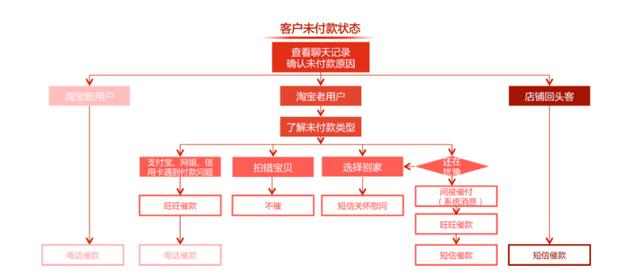 客户未付款状态
查看聊天记录
确认未付款原因
淘宝新用户
淘宝老用户
店铺回头客
了解未付款类型
支付宝、网银、信
用卡遇到付款问题
拍错宝贝
选择别家
还在
犹豫
间接催付
（系统消息）
旺旺催款
不催
短信关怀慰问
旺旺催款
电话催款
电话催款
短信催款
短信催款